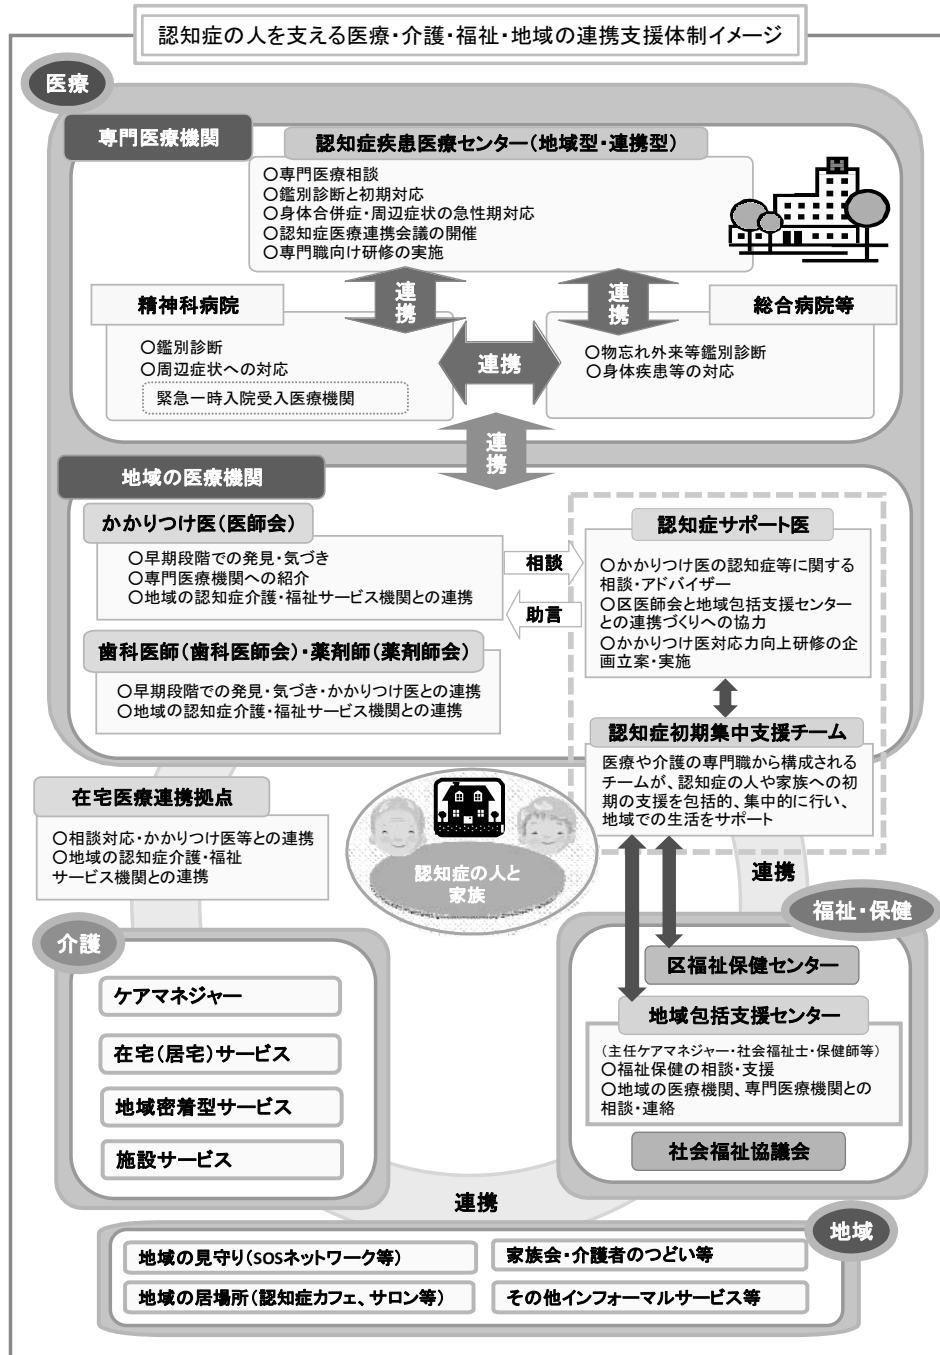 認知症の人を支える医療・介護・福祉・地域の連携支援体制イメージ
医療
専門医療機関
認知症疾患医療センター(地域型・連携型)
○専門医療相談
○鑑別診断と初期対応
○身体合併症・周辺症状の急性期対応
○認知症医療連携会議の開催
○専門職向け研修の実施
H
連携
連携
精神科病院
○鑑別診断
○周辺症状への対応
緊急一時入院受入医療機関
連携
総合病院等
○物忘れ外来等鑑別診断
○身体疾患等の対応
連携
地域の医療機関
かかりつけ医(医師会)
○早期段階での発見・気づき
○専門医療機関への紹介
○地域の認知症介護・福祉サービス機関との連携
相談
助言
歯科医師(歯科医師会)・薬剤師(薬剤師会)
○早期段階での発見・気づき・かかりつけ医との連携
○地域の認知症介護・福祉サービス機関との連携
認知症サポート医
○かかりつけ医の認知症等に関する
相談・アドバイザー
○区医師会と地域包括支援センター
との連携づくりへの協力
○かかりつけ医対応力向上研修の企
画立案・実施
認知症初期集中支援チーム
医療や介護の専門職から構成される
チームが、認知症の人や家族への初
期の支援を包括的、集中的に行い、
地域での生活をサポート
在宅医療連携拠点
○相談対応・かかりつけ医等との連携
○地域の認知症介護・福祉
サービス機関との連携
認知症の人と
家族
連携
介護
ケアマネジャー
在宅(居宅)サービス
地域密着型サービス
施設サービス
福祉・保健
区福祉保健センター
地域包括支援センター
(主任ケアマネジャー・社会福祉士・保健師等)
○福祉保健の相談・支援
○地域の医療機関、専門医療機関との
相談・連絡
社会福祉協議会
連携
地域
地域の見守り(SOSネットワーク等)
家族会・介護者のつどい等
地域の居場所(認知症カフェ、サロン等)
その他インフォーマルサービス等